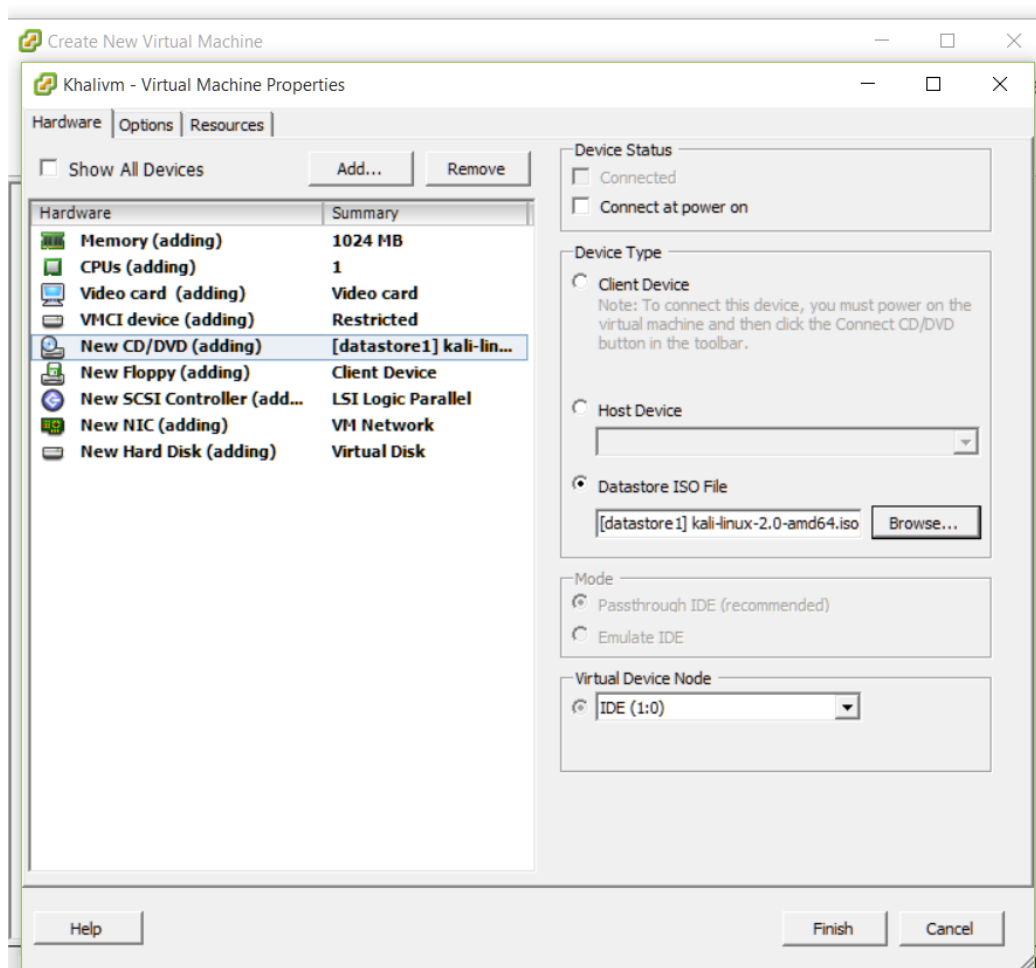 Create New Virtual Machine
Khalivm - Virtual Machine Properties
Hardware Options Resources
Show All Devices Add... Remove
Hardware Summary
Memory (adding) 1024 MB
CPUs (adding) 1
Video card (adding) Video card
VMCI device (adding) Restricted
New CD/DVD (adding) [datastore1] kali-lin...
New Floppy (adding) Client Device
New SCSI Controller (add... LSI Logic Parallel
New NIC (adding) VM Network
New Hard Disk (adding) Virtual Disk
Device Status
Connected
Connect at power on
Device Type
Client Device
Note: To connect this device, you must power on the
virtual machine and then click the Connect CD/DVD
button in the toolbar.
Host Device
Datastore ISO File
[datastore1] kali-linux-2.0-amd64.iso Browse...
Mode
Passthrough IDE (recommended)
Emulate IDE
Virtual Device Node
IDE (1:0)
Help Finish Cancel